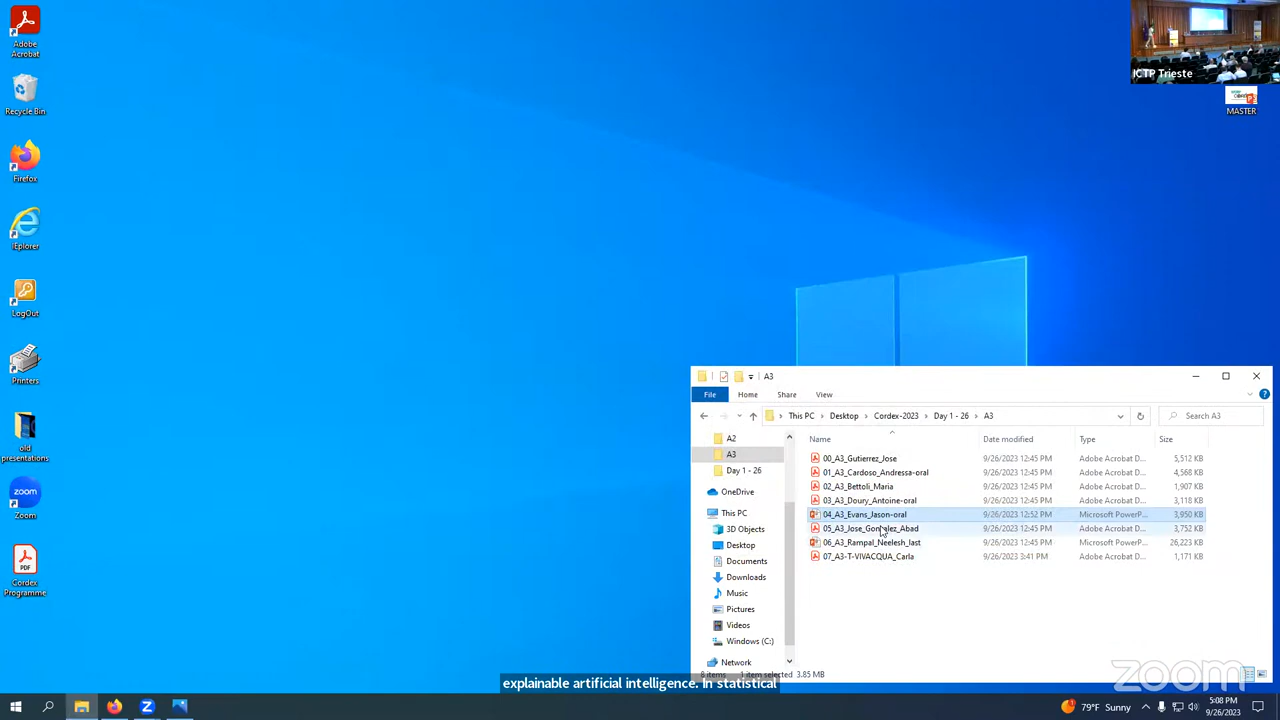 Adobe
Acrobat
Recycle Bin
Firefox
IExplorer
LogOut
Printers
old
presentations
zoom
Zoom
PDF
Cordex
Programme
ICTP Trieste
MASTER
A3
File
Home
Share
View
This PC > Desktop > Cordex-2023 > Day 1 - 26 > A3
Search A3
A2
A3
Day 1 - 26
OneDrive
This PC
3D Objects
Desktop
Documents
Downloads
Music
Pictures
Videos
Windows (C:)
Network
Name Date modified Type Size
00_A3_Gutierrez_Jose 9/26/2023 12:45 PM Adobe Acrobat D... 5,512 KB
01_A3_Cardoso_Andressa-oral 9/26/2023 12:45 PM Adobe Acrobat D... 4,568 KB
02_A3_Bettoli_Maria 9/26/2023 12:45 PM Adobe Acrobat D... 1,907 KB
03_A3_Doury_Antoine-oral 9/26/2023 12:45 PM Adobe Acrobat D... 3,118 KB
04_A3_Evans_Jason-oral 9/26/2023 12:52 PM Microsoft PowerP... 3,950 KB
05_A3_Jose_Gonzalez_Abad 9/26/2023 12:45 PM Adobe Acrobat D... 3,752 KB
06_A3_Rampal_Neelesh_last 9/26/2023 12:45 PM Microsoft PowerP... 26,223 KB
07_A3-T-VIVACQUA_Carla 9/26/2023 3:41 PM Adobe Acrobat D... 1,171 KB
8 items 1 item selected 3.85 MB
explainable artificial intelligence. In statistical
zoom
79°F Sunny
5:08 PM
9/26/2023